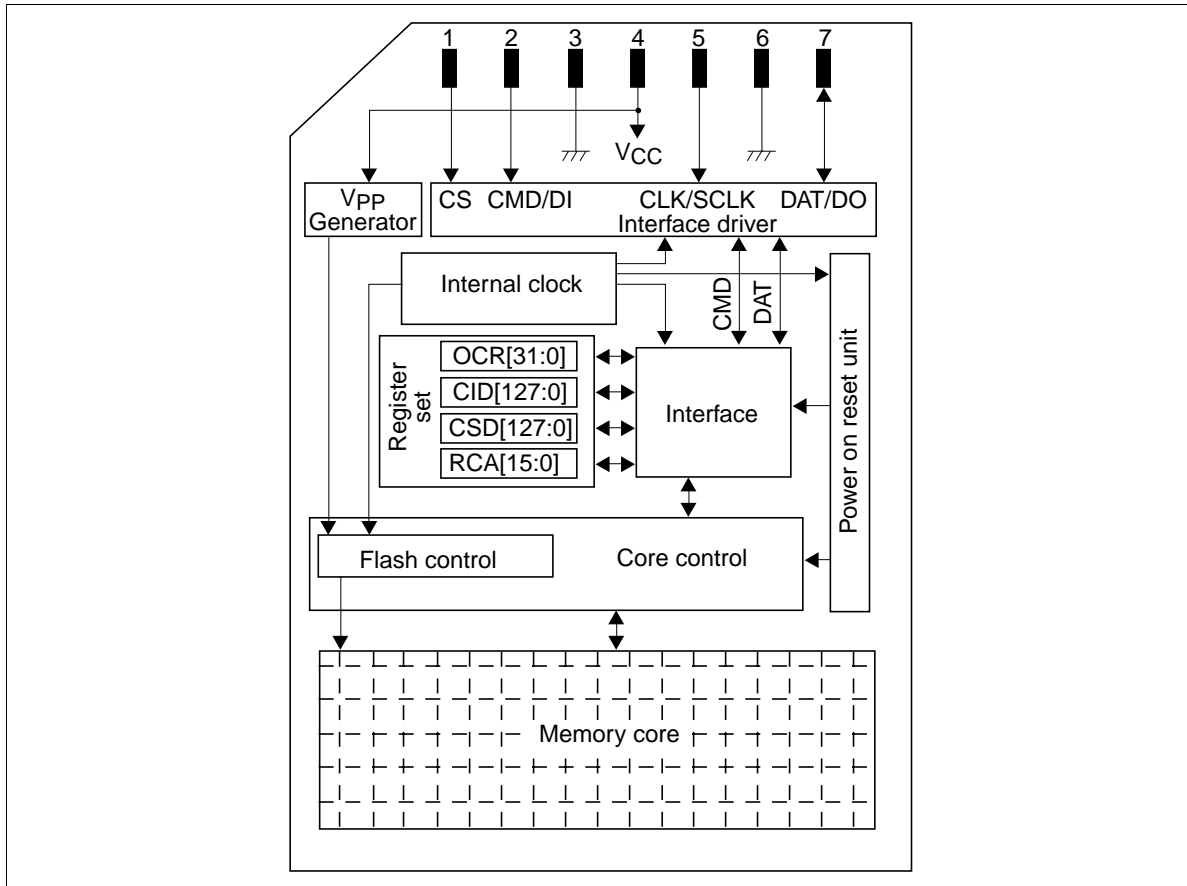 1 2 3 4 5 6 7
VCC
VPP
Generator
CS CMD/DI CLK/SCLK DAT/DO
Interface driver
Internal clock
CMD
DAT
Register
set
OCR[31:0]
CID[127:0]
CSD[127:0]
RCA[15:0]
Interface
Power on reset unit
Flash control
Core control
Memory core